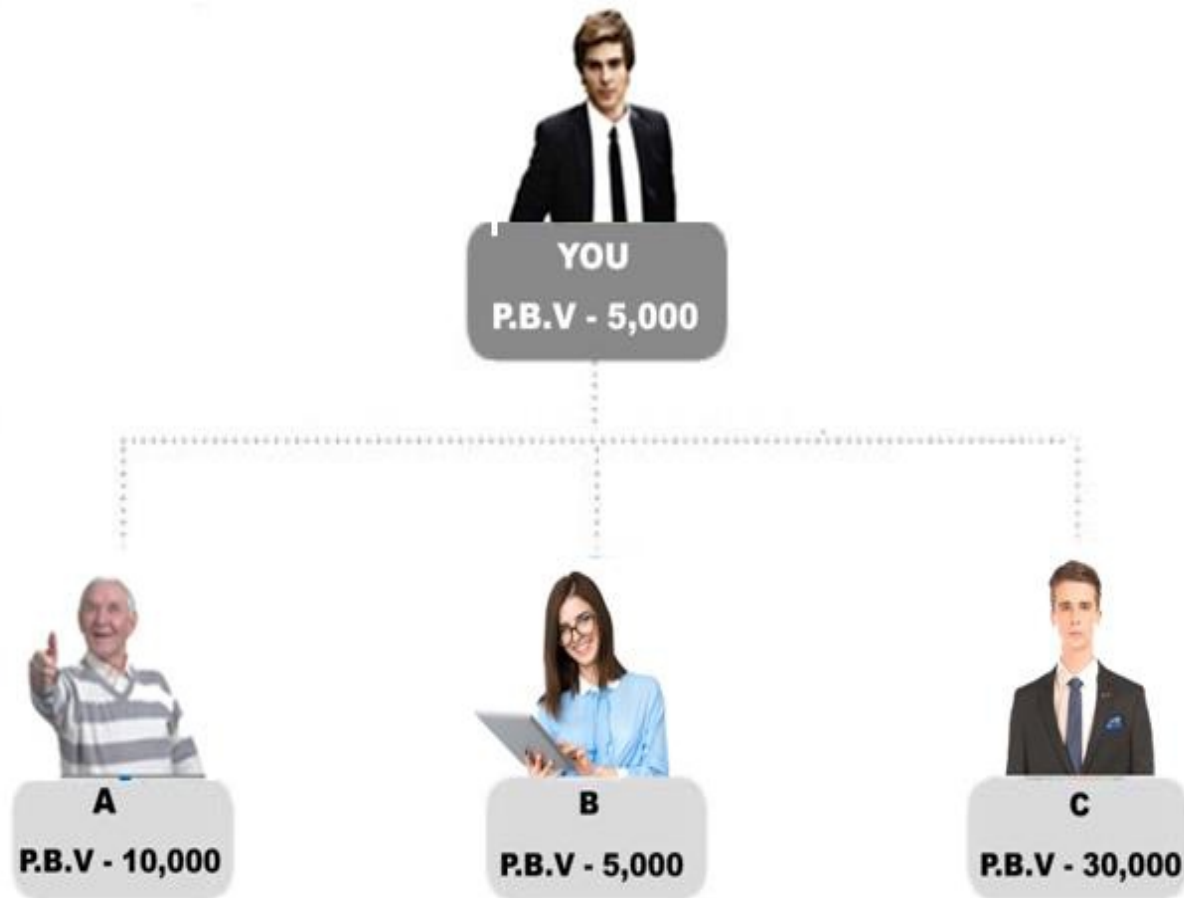 YOU
P.B.V - 5,000
A
P.B.V - 10,000
B
P.B.V - 5,000
C
P.B.V - 30,000